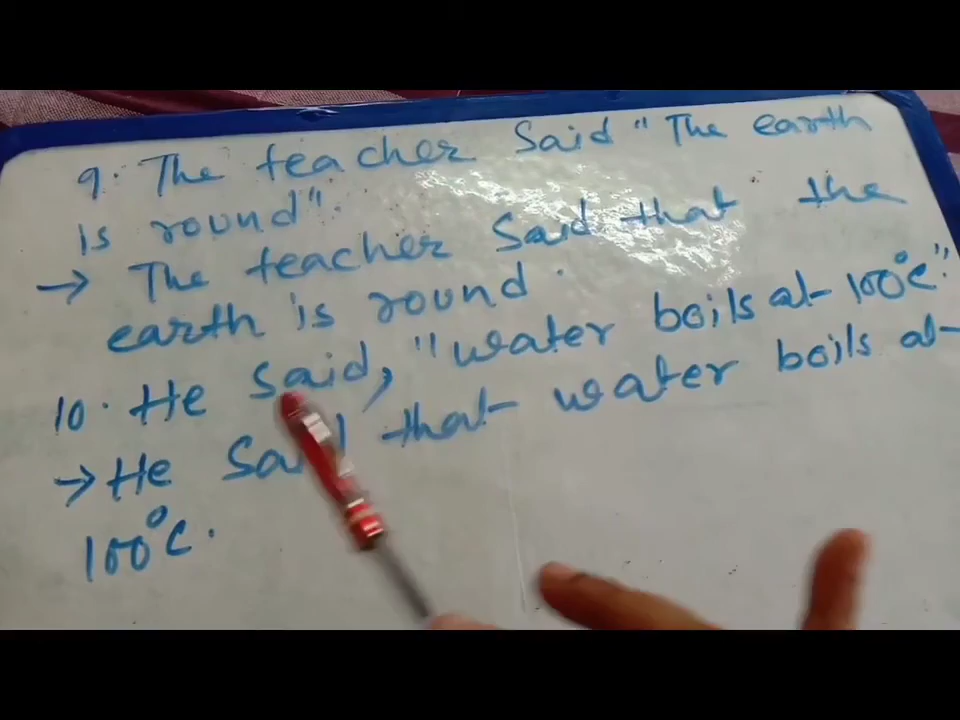 9. The teacher said "The earth
is round".
→ The teacher said that the
earth is round.
10. He said, "water boils at 100°C."
→ He said that water boils at
100°C.